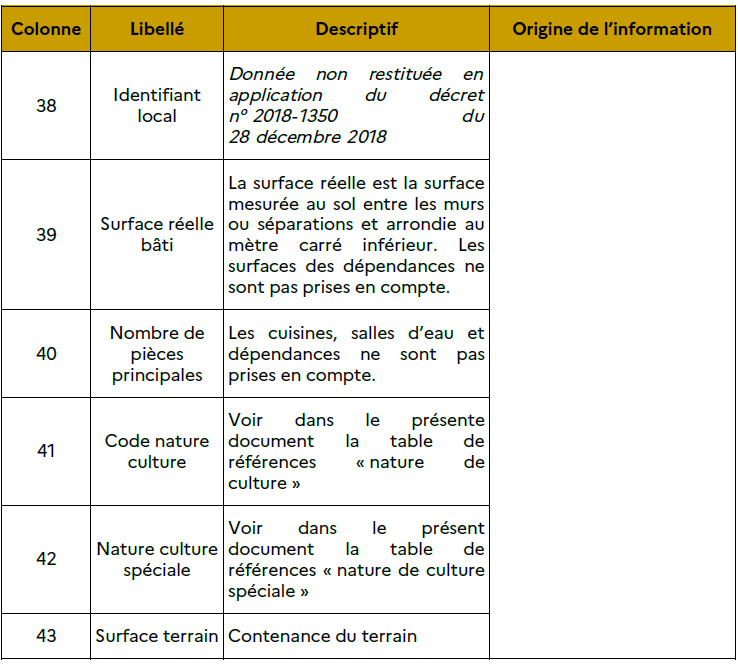 Colonne Libellé Descriptif Origine de l'information
38
Identifiant
local
Donnée non restituée en
application du décret
n° 2018-1350 du
28 décembre 2018
39
Surface réelle
bâti
La surface réelle est la surface
mesurée au sol entre les murs
ou séparations et arrondie au
mètre carré inférieur. Les
surfaces des dépendances ne
sont pas prises en compte.
40
Nombre de
pièces
principales
Les cuisines, salles d'eau et
dépendances ne sont pas
prises en compte.
41
Code nature
culture
Voir dans le présente
document la table de
références « nature de
culture »
42
Nature culture
spéciale
Voir dans le présent
document la table de
références « nature de culture
spéciale »
43
Surface terrain
Contenance du terrain